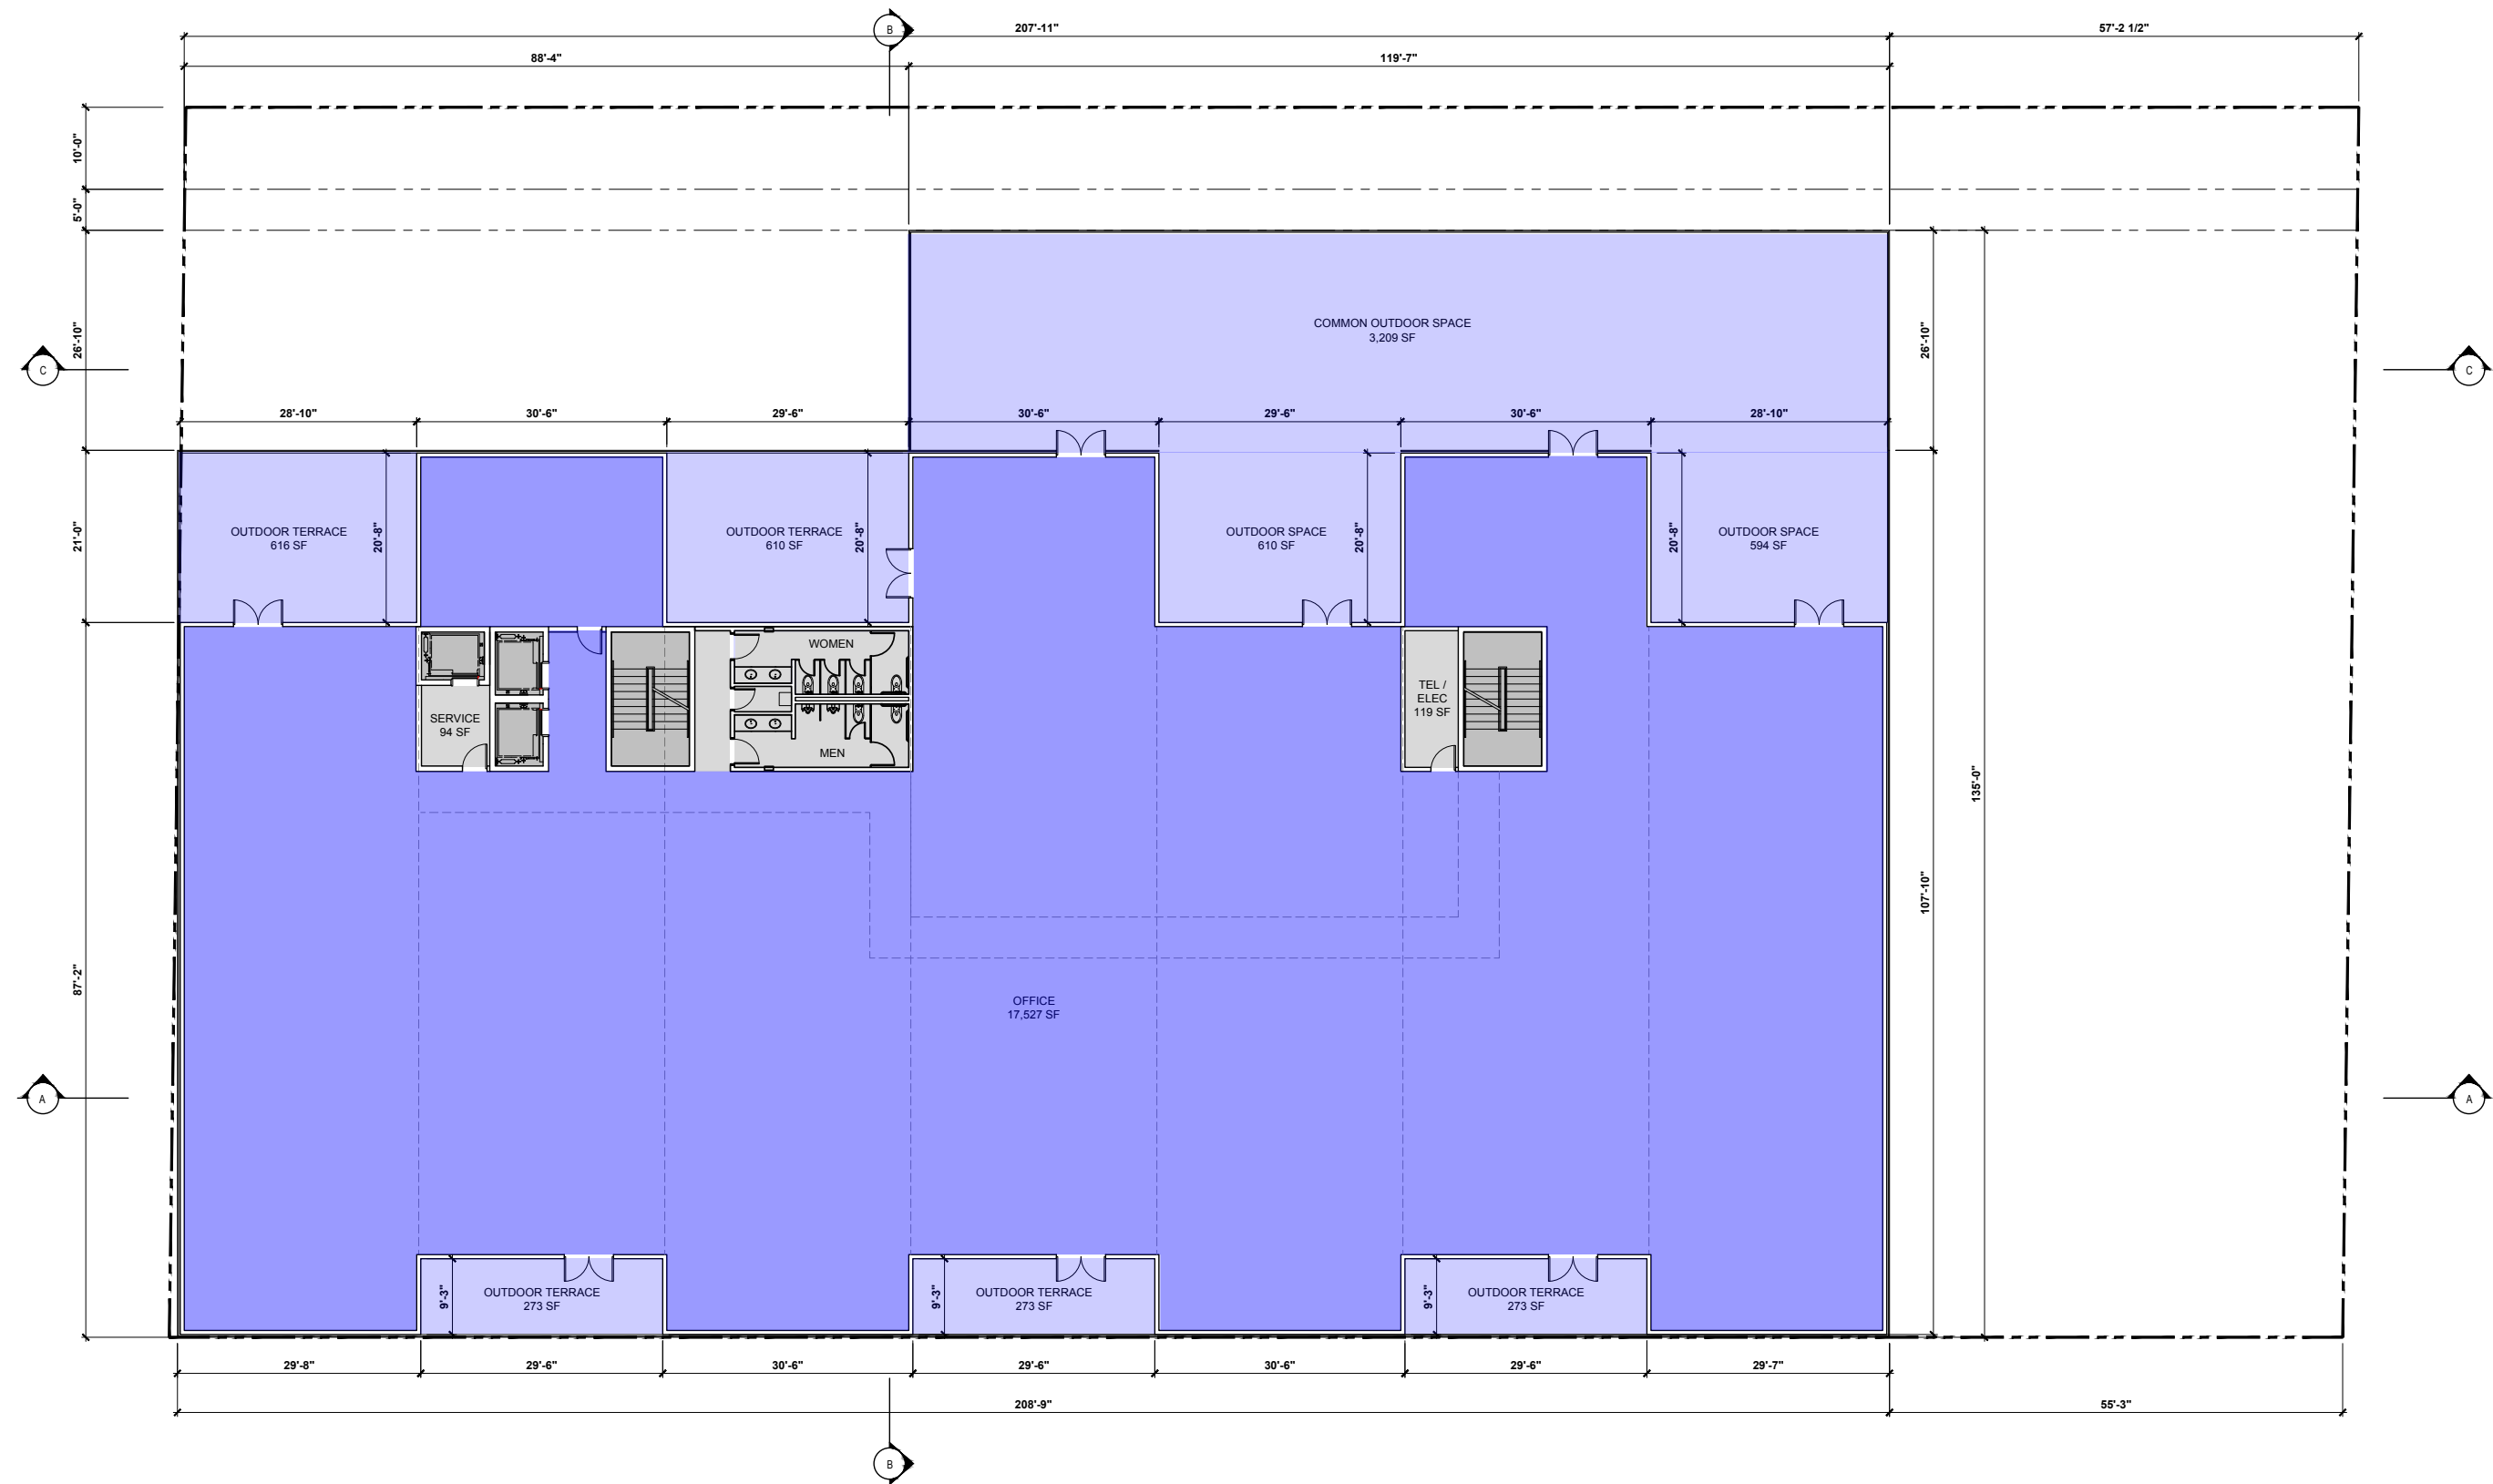 B
207'-11"
57'-2 1/2"
88'-4"
119'-7"
10'-0"
5'-0"
26'-10"
COMMON OUTDOOR SPACE
3,209 SF
26'-10"
C
C
28'-10"
30'-6"
29'-6"
30'-6"
29'-6"
30'-6"
28'-10"
21'-0"
OUTDOOR TERRACE
616 SF
20'-8"
OUTDOOR TERRACE
610 SF
20'-8"
OUTDOOR SPACE
610 SF
20'-8"
20'-8"
OUTDOOR SPACE
594 SF
WOMEN
SERVICE
94 SF
MEN
TEL /
ELEC
119 SF
135'-0"
107'-10"
87'-2"
OFFICE
17,527 SF
A
A
9'-3"
OUTDOOR TERRACE
273 SF
9'-3"
OUTDOOR TERRACE
273 SF
9'-3"
OUTDOOR TERRACE
273 SF
29'-8"
29'-6"
30'-6"
29'-6"
30'-6"
29'-6"
29'-7"
208'-9"
55'-3"
B